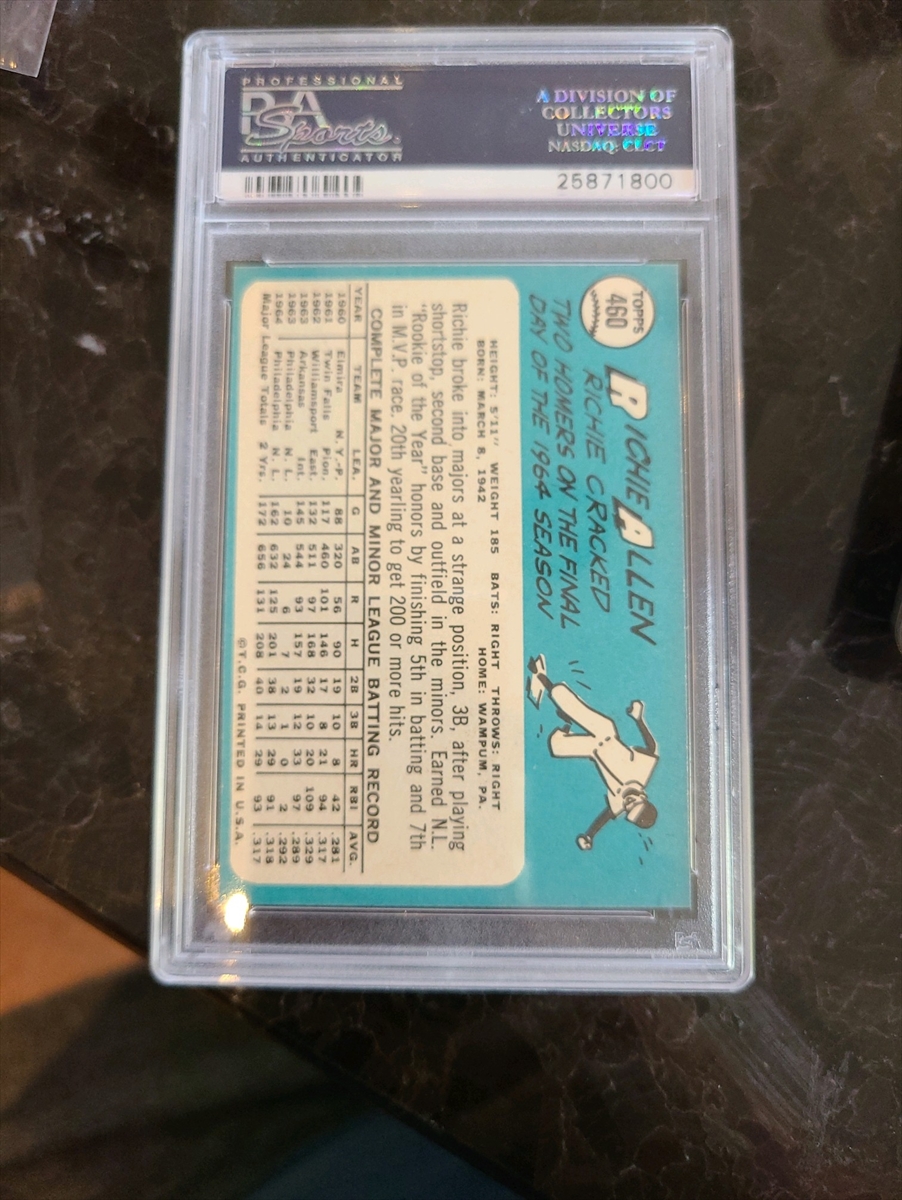 PROFESSIONAL
PSA
Sports
AUTHENTICATOR
A DIVISION OF
COLLECTORS
UNIVERSE
NASDAQ: CLCT
25871800
TOPPS
460
RICHIE ALLEN
RICHIE CRACKED
TWO HOMERS ON THE FINAL
DAY OF THE 1964 SEASON
HEIGHT: 5'11" WEIGHT 185 BATS: RIGHT THROWS: RIGHT
BORN: MARCH 8, 1942 HOME: WAMPUM, PA.
Richie broke into majors at a strange position, 3B, after playing
shortstop, second base and outfield in the minors. Earned N.L.
"Rookie of the Year" honors by finishing 5th in batting and 7th
in M.V.P. race. 20th yearling to get 200 or more hits.
COMPLETE MAJOR AND MINOR LEAGUE BATTING RECORD
YEAR TEAM LEA. G AB R H 2B 3B HR RBI AVG.
1960 Elmira N.Y.-P. 88 320 56 90 19 10 8 42 .281
1961 Twin Falls Pion. 117 460 101 146 17 8 21 94 .317
1962 Williamsport East. 132 511 97 168 32 10 20 109 .329
1963 Arkansas Int. 145 544 93 157 19 12 33 97 .289
1963 Philadelphia N. L. 10 24 6 7 2 1 0 2 .292
1964 Philadelphia N. L. 162 632 125 201 38 13 29 91 .318
Major League Totals 2 Yrs. 172 656 131 208 40 14 29 93 .317
©T.C.G. PRINTED IN U.S.A.